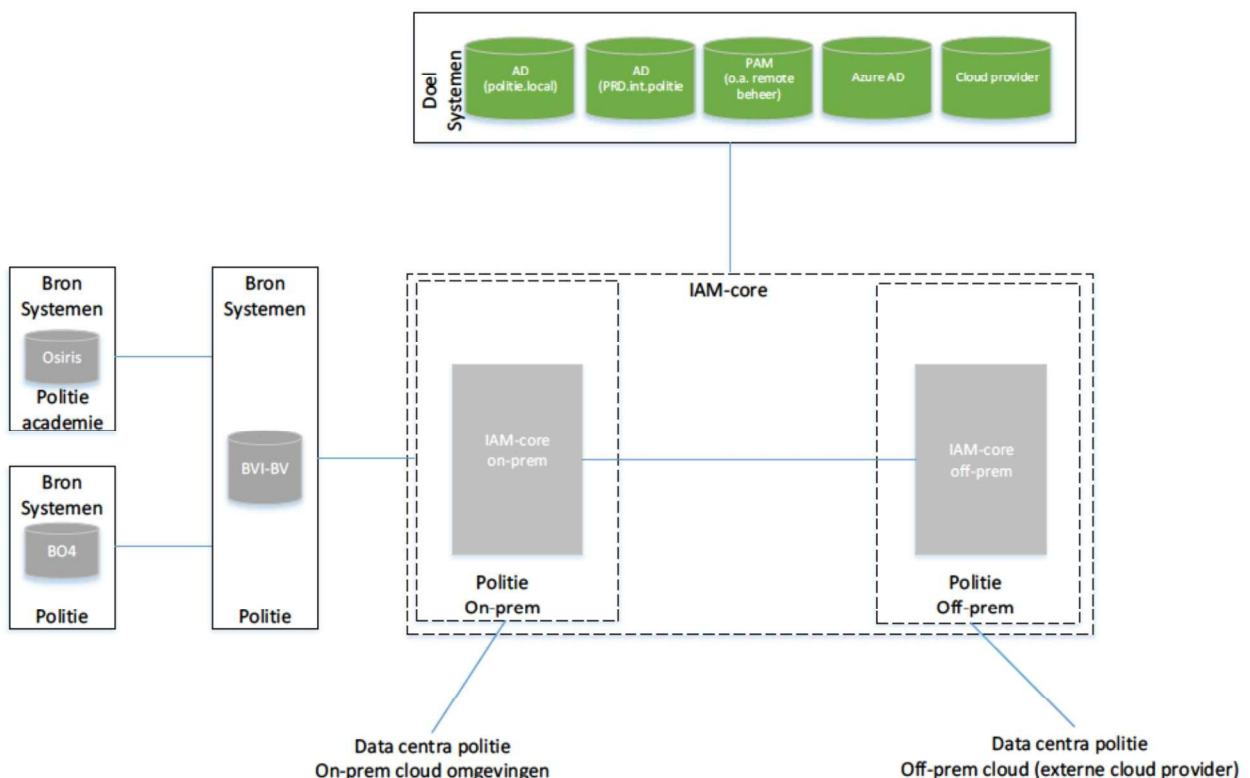 Doel
Systemen
AD
(politie.local)
AD
(PRD.int.politie
PAM
(o.a. remote
beheer)
Azure AD
Cloud provider
Bron
Systemen
Osiris
Politie
academie
Bron
Systemen
BO4
Politie
Bron
Systemen
BVI-BV
Politie
IAM-core
IAM-core
on-prem
Politie
On-prem
IAM-core
off-prem
Politie
Off-prem
Data centra politie
On-prem cloud omgevingen
Data centra politie
Off-prem cloud (externe cloud provider)